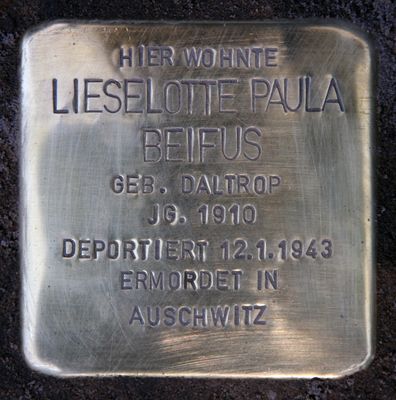 HIER WOHNTE
LIESELOTTE PAULA
BEIFUS
GEB. DALTROP
JG. 1910
DEPORTIERT 12.1.1943
ERMORDET IN
AUSCHWITZ